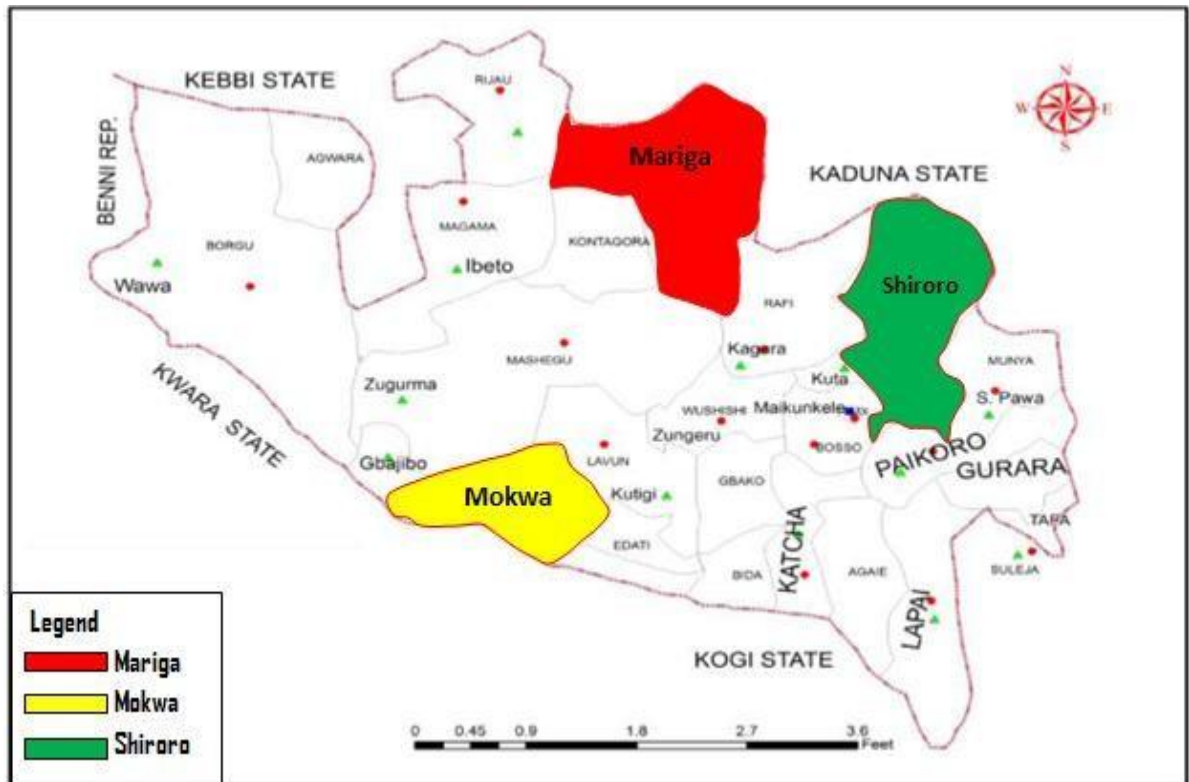 RIJAU
KEBBI STATE
N
W E
S
BENNI REP.
AGWARA
Mariga
KADUNA STATE
MAGAMA
KONTAGORA
BORGU
Ibeto
Wawa
Shiroro
RAFI
MASHEGU
Kagara
MUNYA
KWARA STATE
Zugurma
Kuta
S. Pawa
WUSHISHI
Maikunkele
Zungeru
BOSSO
PAIKORO
GURARA
Gbajibo
LAVUN
GBAKO
Mokwa
Kutigi
TAPA
EDATI
KATCHA
BIDA
AGAIE
SULEJA
LAPAI
KOGI STATE
Legend
Mariga
Mokwa
Shiroro
0 0.45 0.9 1.8 2.7 3.6
Feet